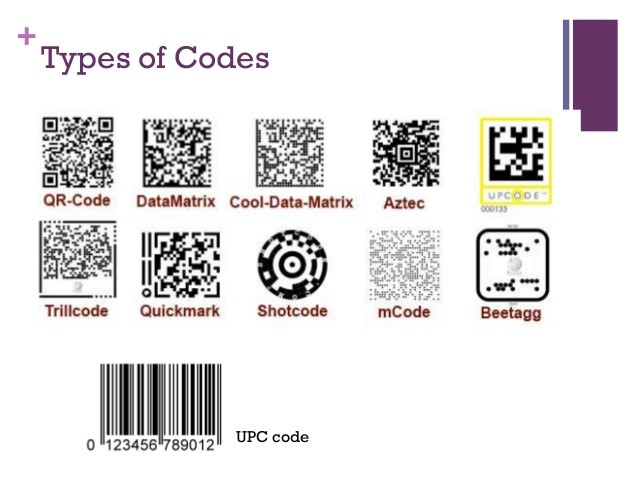 +
Types of Codes
QR-Code
DataMatrix
Cool-Data-Matrix
Aztec
UPCODE™
000133
Trillcode
Quickmark
Shotcode
mCode
Beetagg
0 123456 789012
UPC code